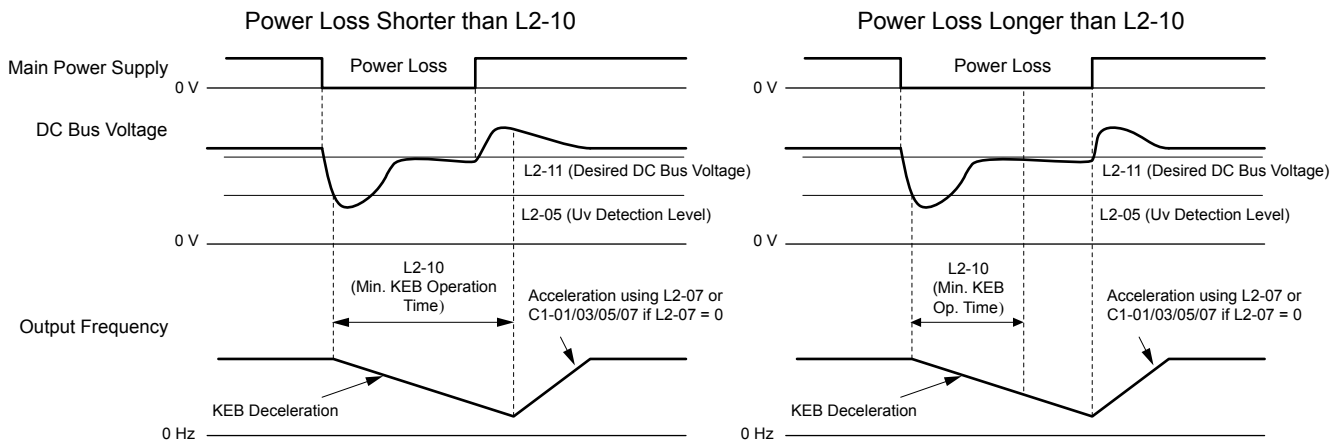 Power Loss Shorter than L2-10
Main Power Supply
Power Loss
0 V
DC Bus Voltage
L2-11 (Desired DC Bus Voltage)
L2-05 (Uv Detection Level)
0 V
L2-10
(Min. KEB Operation
Time)
Acceleration using L2-07 or
C1-01/03/05/07 if L2-07 = 0
Output Frequency
KEB Deceleration
0 Hz
Power Loss Longer than L2-10
Power Loss
0 V
L2-11 (Desired DC Bus Voltage)
L2-05 (Uv Detection Level)
0 V
L2-10
(Min. KEB
Op. Time)
Acceleration using L2-07 or
C1-01/03/05/07 if L2-07 = 0
KEB Deceleration
0 Hz